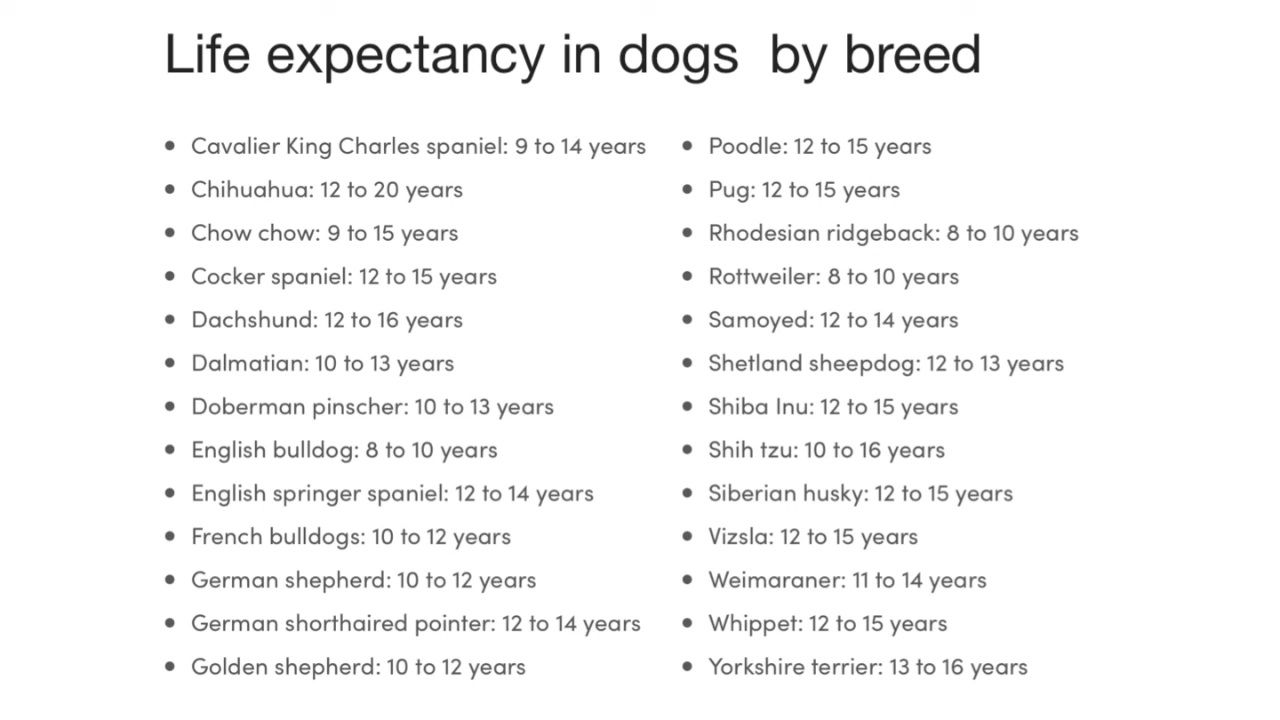 Life expectancy in dogs  by breed
• Cavalier King Charles spaniel: 9 to 14 years
• Chihuahua: 12 to 20 years
• Chow chow: 9 to 15 years
• Cocker spaniel: 12 to 15 years
• Dachshund: 12 to 16 years
• Dalmatian: 10 to 13 years
• Doberman pinscher: 10 to 13 years
• English bulldog: 8 to 10 years
• English springer spaniel: 12 to 14 years
• French bulldogs: 10 to 12 years
• German shepherd: 10 to 12 years
• German shorthaired pointer: 12 to 14 years
• Golden shepherd: 10 to 12 years
• Poodle: 12 to 15 years
• Pug: 12 to 15 years
• Rhodesian ridgeback: 8 to 10 years
• Rottweiler: 8 to 10 years
• Samoyed: 12 to 14 years
• Shetland sheepdog: 12 to 13 years
• Shiba Inu: 12 to 15 years
• Shih tzu: 10 to 16 years
• Siberian husky: 12 to 15 years
• Vizsla: 12 to 15 years
• Weimaraner: 11 to 14 years
• Whippet: 12 to 15 years
• Yorkshire terrier: 13 to 16 years